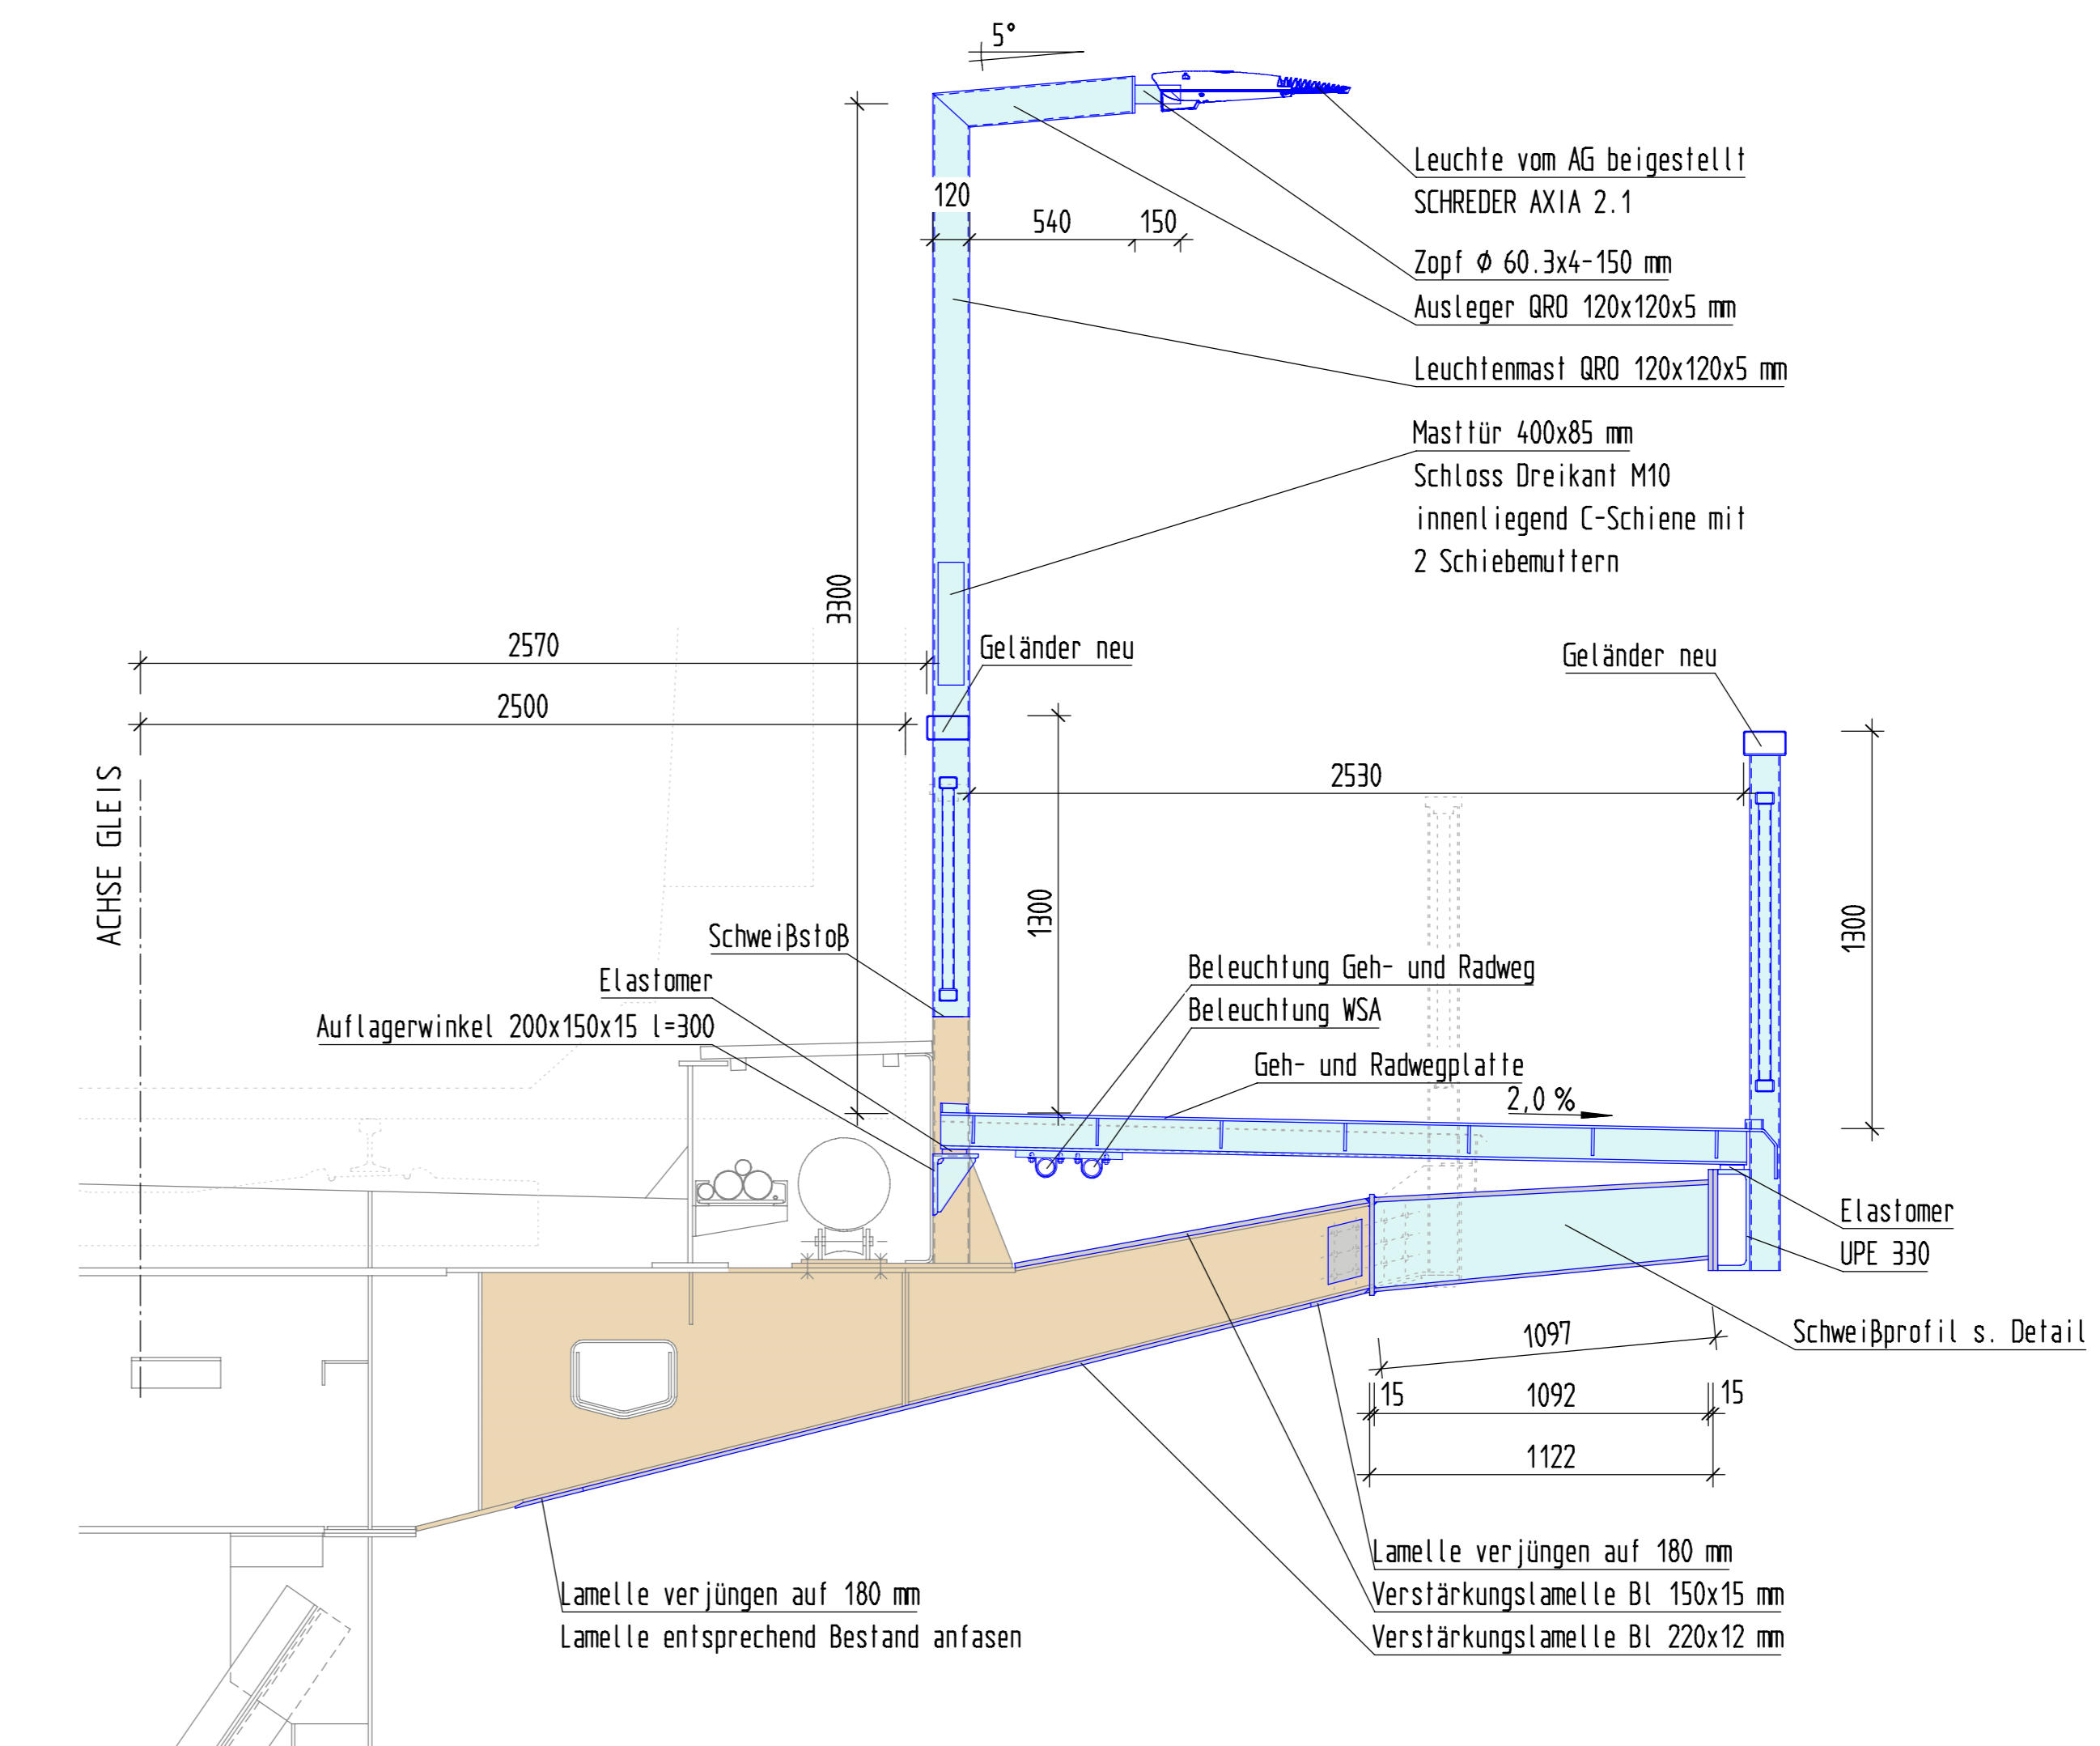 5°
Leuchte vom AG beigestellt
SCHREDER AXIA 2.1
120
540
150
Zopf Ø 60.3x4-150 mm
Ausleger QRO 120x120x5 mm
Leuchtenmast QRO 120x120x5 mm
Masttür 400x85 mm
Schloss Dreikant M10
innenliegend C-Schiene mit
2 Schiebemuttern
3300
2570
Geländer neu
Geländer neu
2500
2530
ACHSE GLEIS
1300
1300
Schweißstoß
Elastomer
Auflagerwinkel 200x150x15 l=300
Beleuchtung Geh- und Radweg
Beleuchtung WSA
Geh- und Radwegplatte
2,0 %
Elastomer
UPE 330
Schweißprofil s. Detail
1097
15
1092
15
1122
Lamelle verjüngen auf 180 mm
Verstärkungslamelle Bl 150x15 mm
Verstärkungslamelle Bl 220x12 mm
Lamelle verjüngen auf 180 mm
Lamelle entsprechend Bestand anfasen